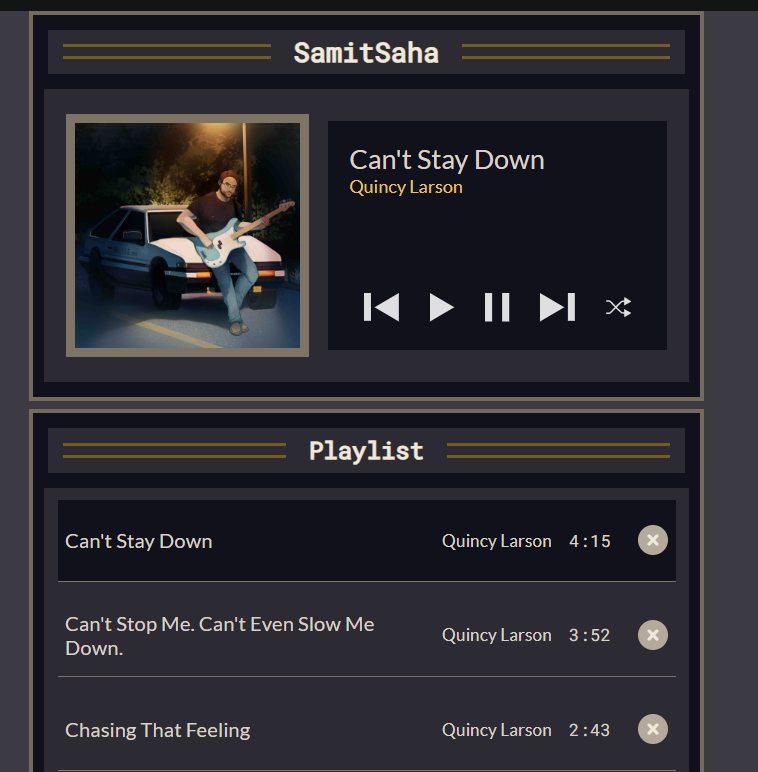 SamitSaha
Can't Stay Down
Quincy Larson
Playlist
Can't Stay Down Quincy Larson 4:15
Can't Stop Me. Can't Even Slow Me
Down. Quincy Larson 3:52
Chasing That Feeling Quincy Larson 2:43